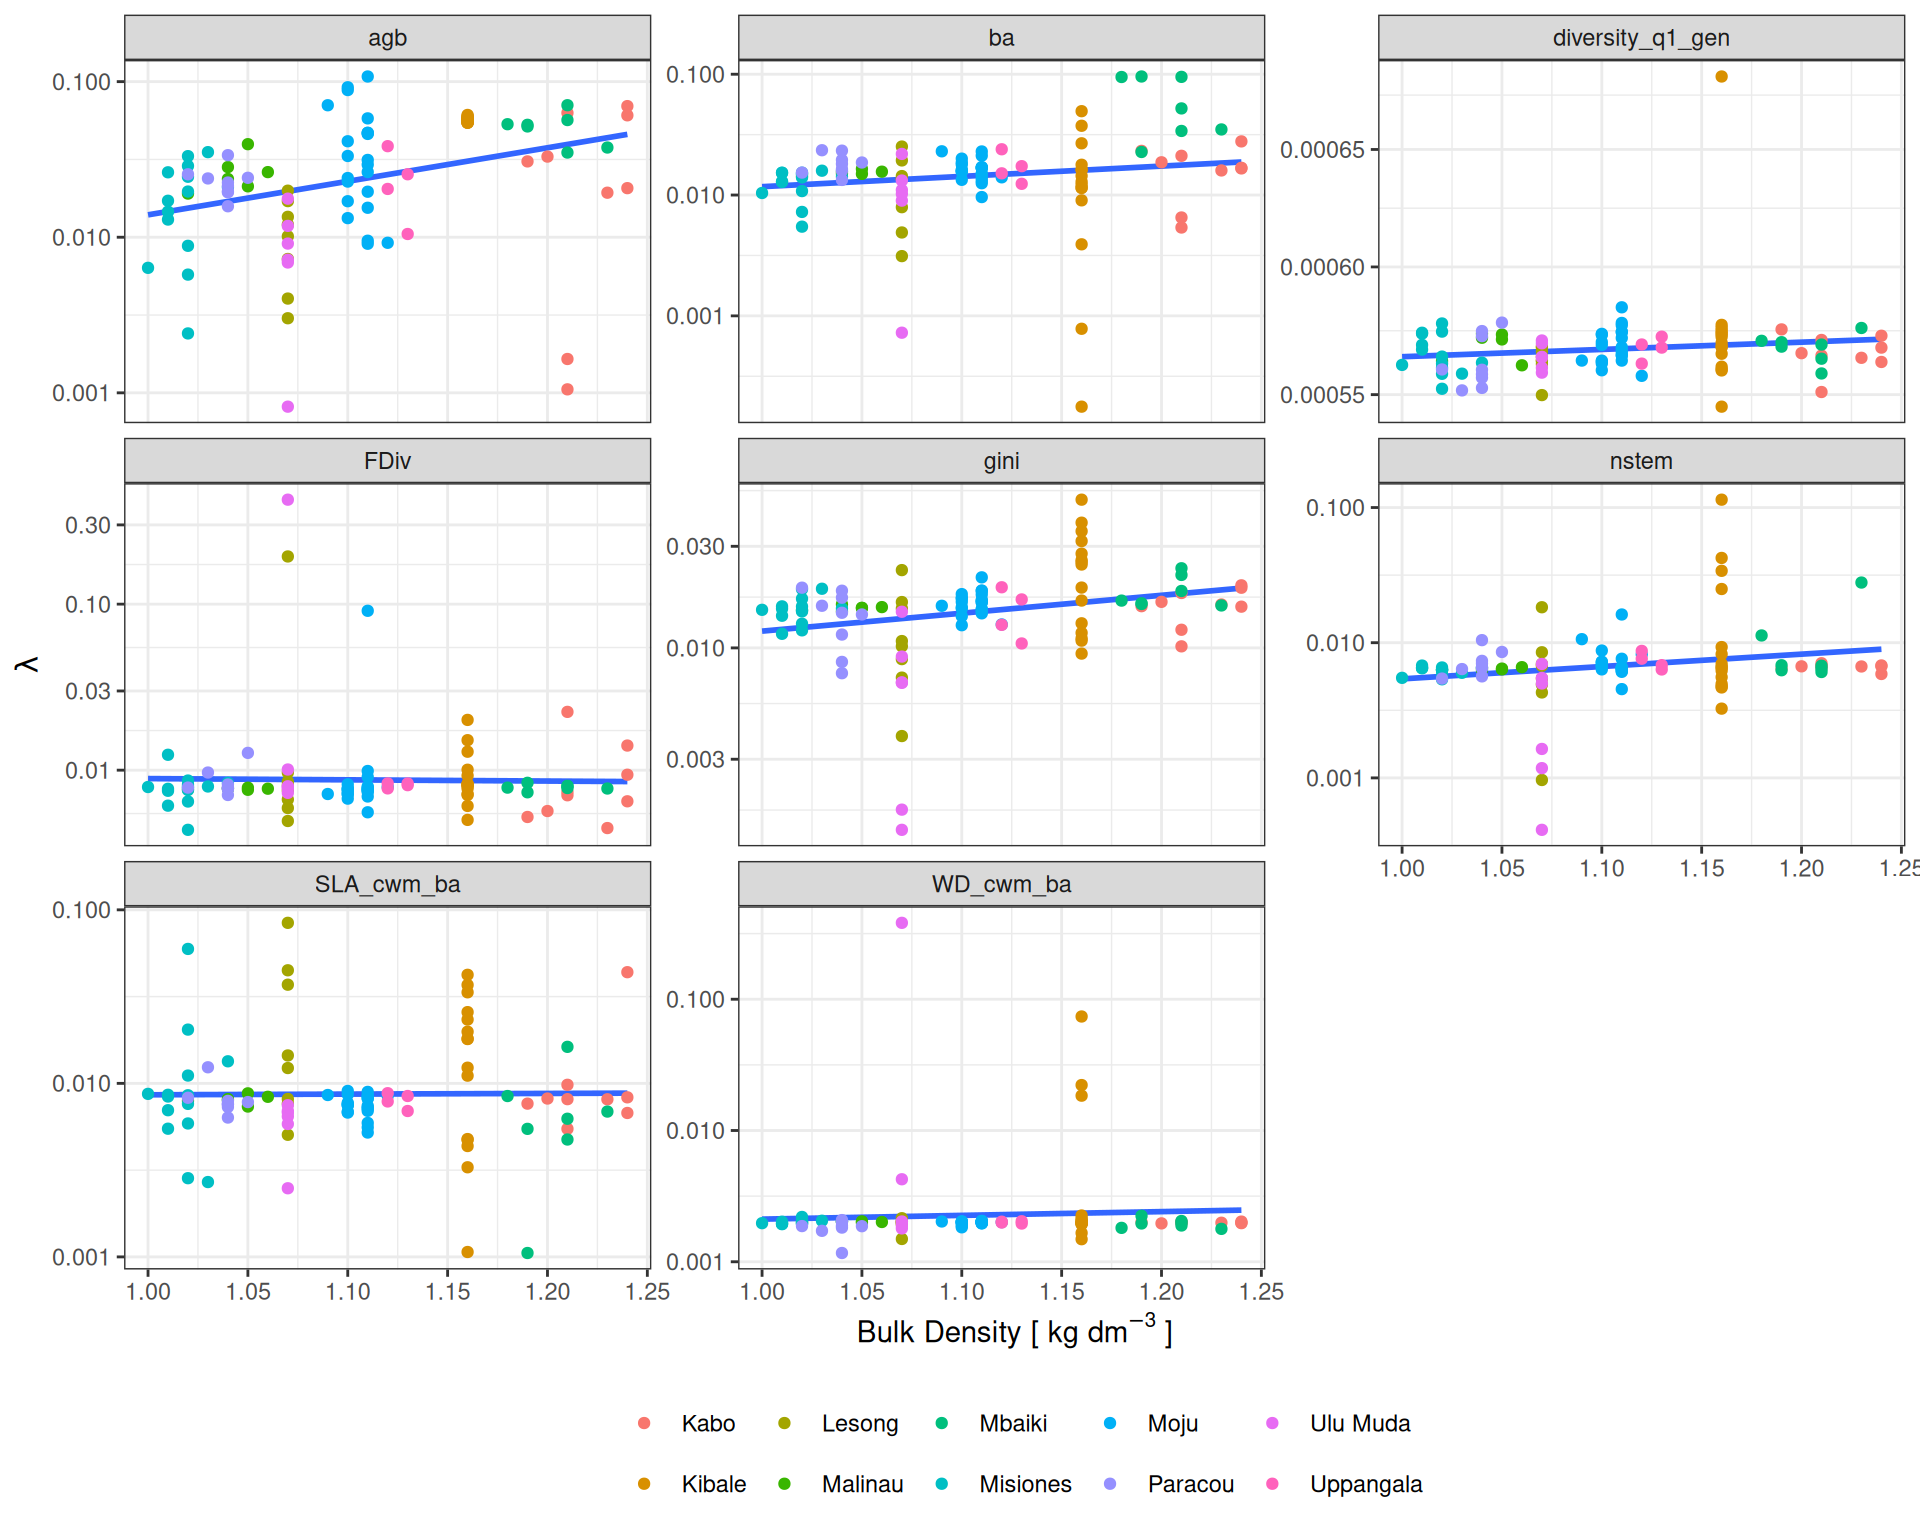 agb
ba
diversity_q1_gen
0.100
0.010
0.001
0.100
0.010
0.001
0.00065
0.00060
0.00055
FDiv
gini
nstem
0.30
0.10
0.03
0.01
0.030
0.010
0.003
0.100
0.010
0.001
1.00 1.05 1.10 1.15 1.20 1.25
λ
SLA_cwm_ba
WD_cwm_ba
0.100
0.010
0.001
0.100
0.010
0.001
1.00 1.05 1.10 1.15 1.20 1.25
1.00 1.05 1.10 1.15 1.20 1.25
Bulk Density [ kg dm⁻³ ]
Kabo Lesong Mbaiki Moju Ulu Muda
Kibale Malinau Misiones Paracou Uppangala